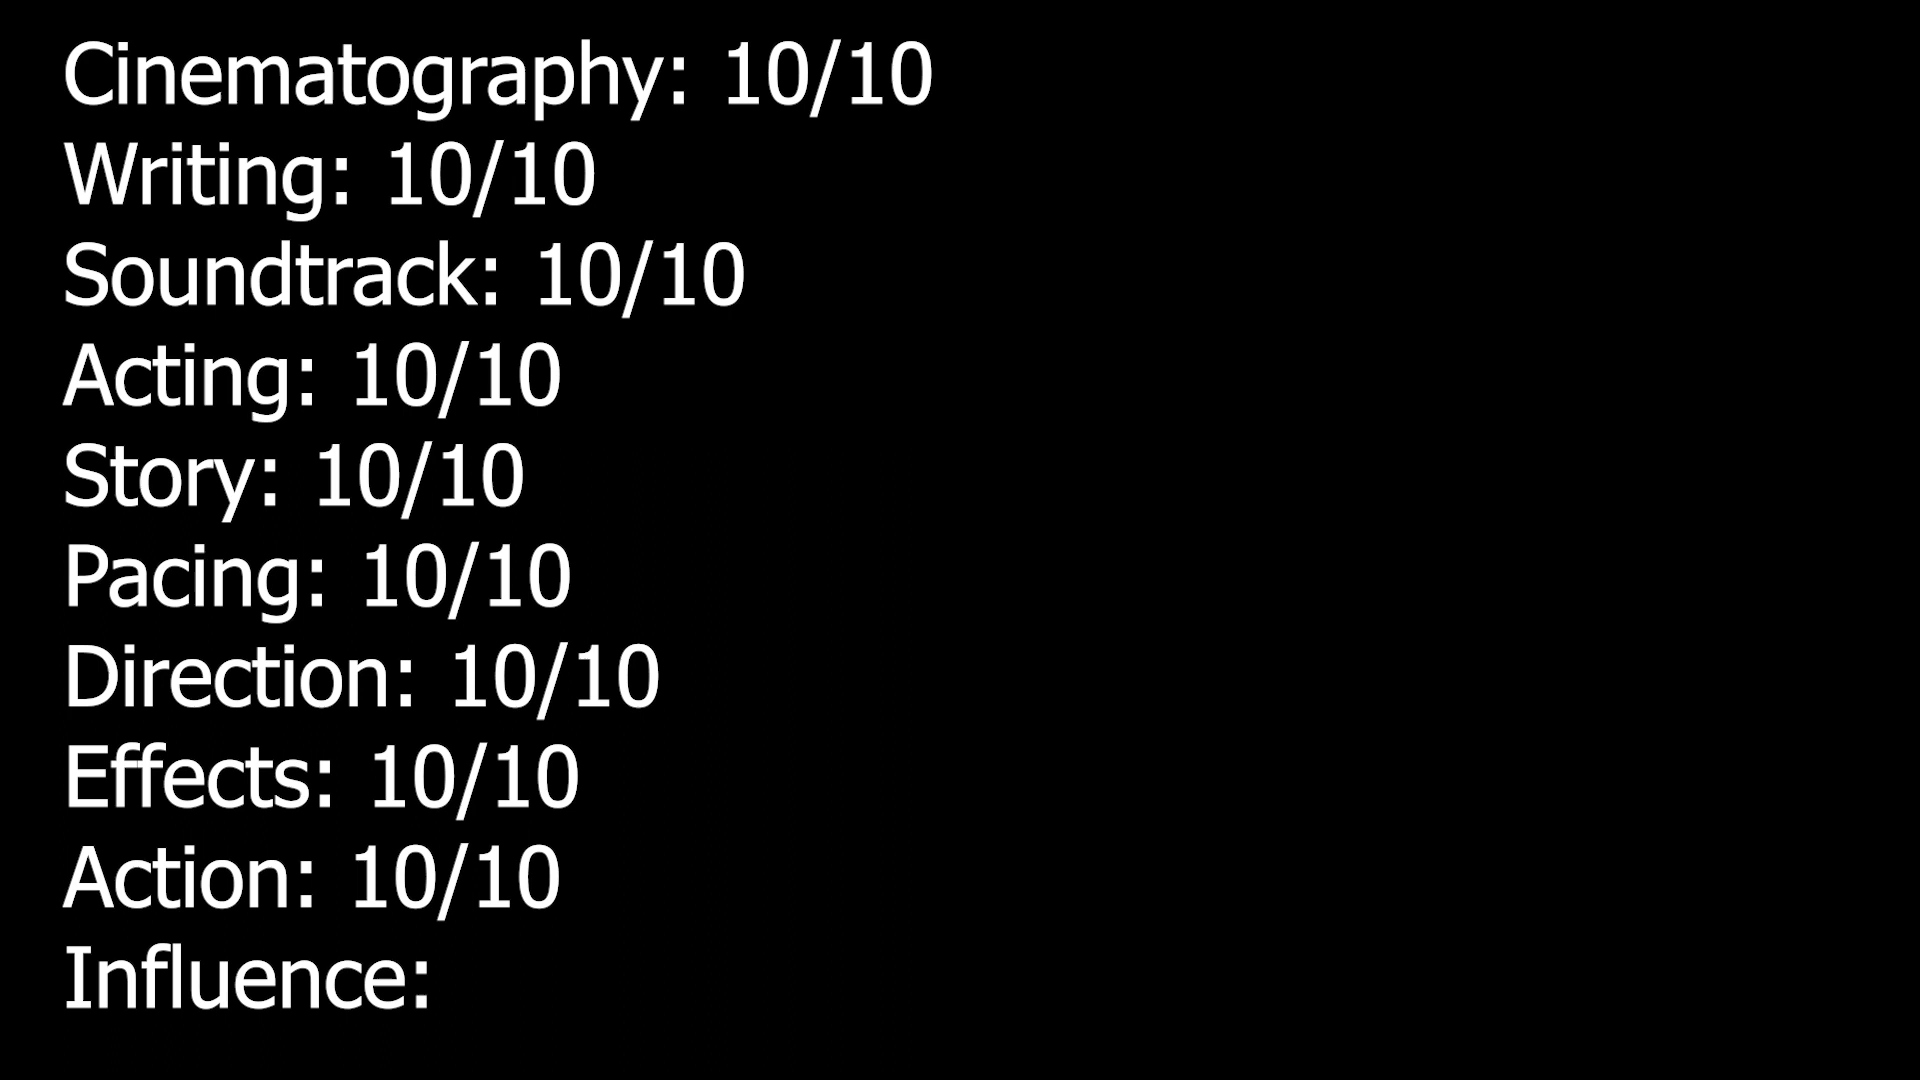 Cinematography: 10/10
Writing: 10/10
Soundtrack: 10/10
Acting: 10/10
Story: 10/10
Pacing: 10/10
Direction: 10/10
Effects: 10/10
Action: 10/10
Influence: